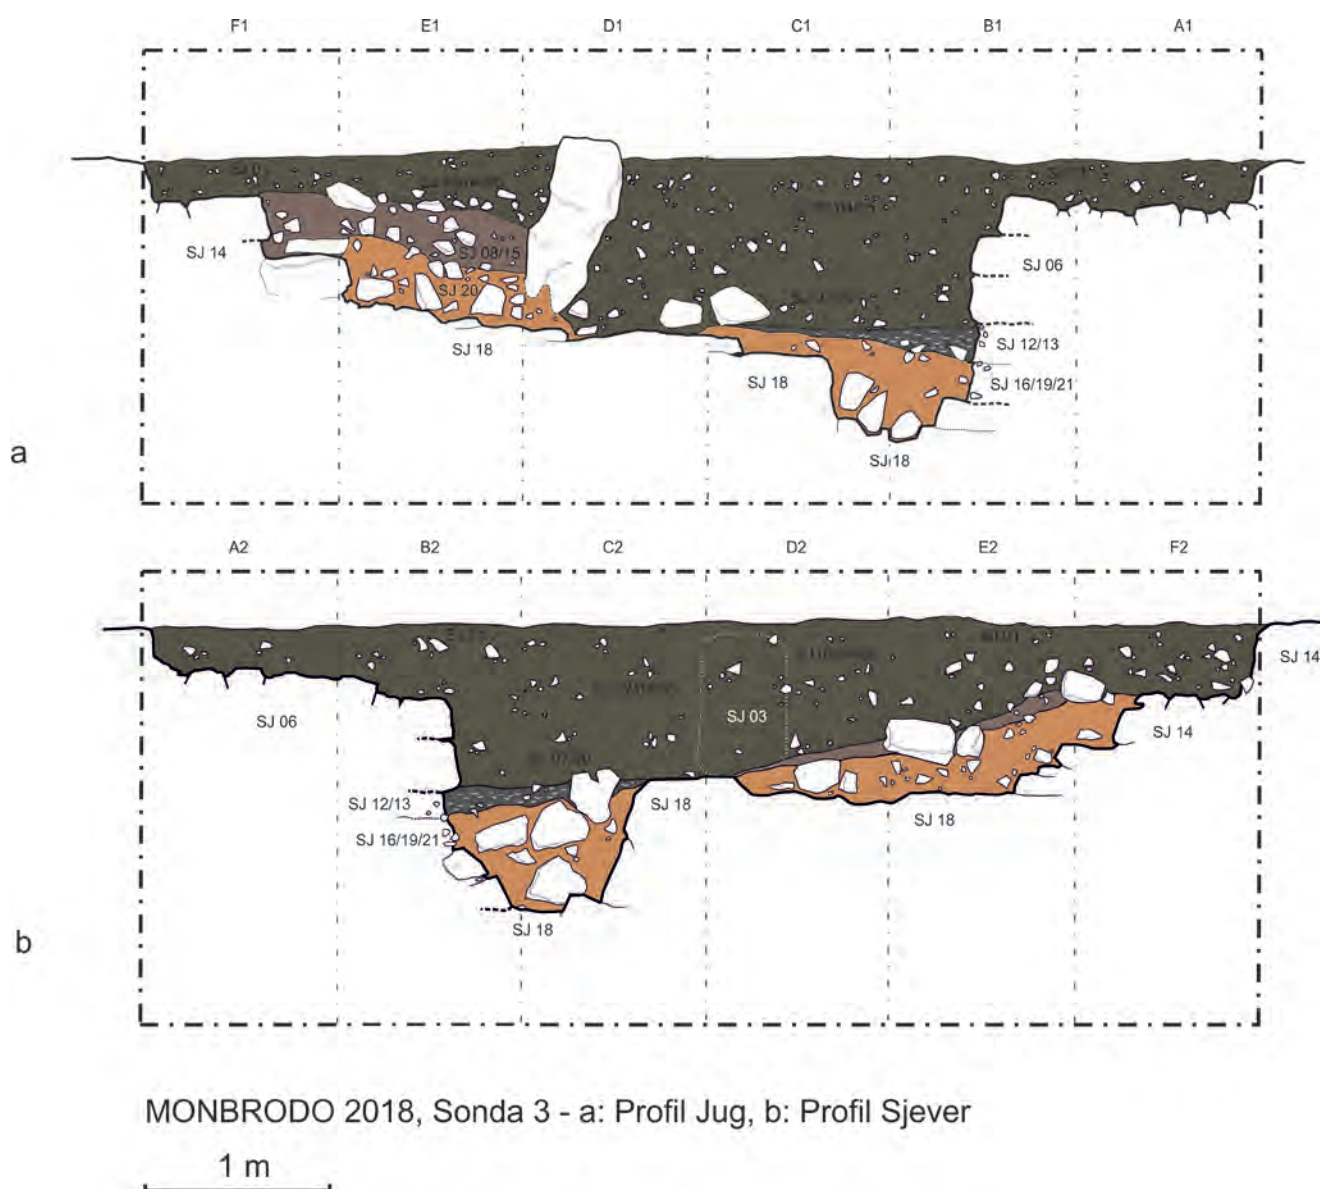 F1 E1 D1 C1 B1 A1
SJ 14
SJ 08/15
SJ 06
SJ 20
SJ 12/13
SJ 18
SJ 18
SJ 16/19/21
SJ 18
a
A2 B2 C2 D2 E2 F2
SJ 14
SJ 06
SJ 03
SJ 14
SJ 12/13
SJ 18
SJ 18
SJ 16/19/21
SJ 18
b
MONBRODO 2018, Sonda 3 - a: Profil Jug, b: Profil Sjever
1 m